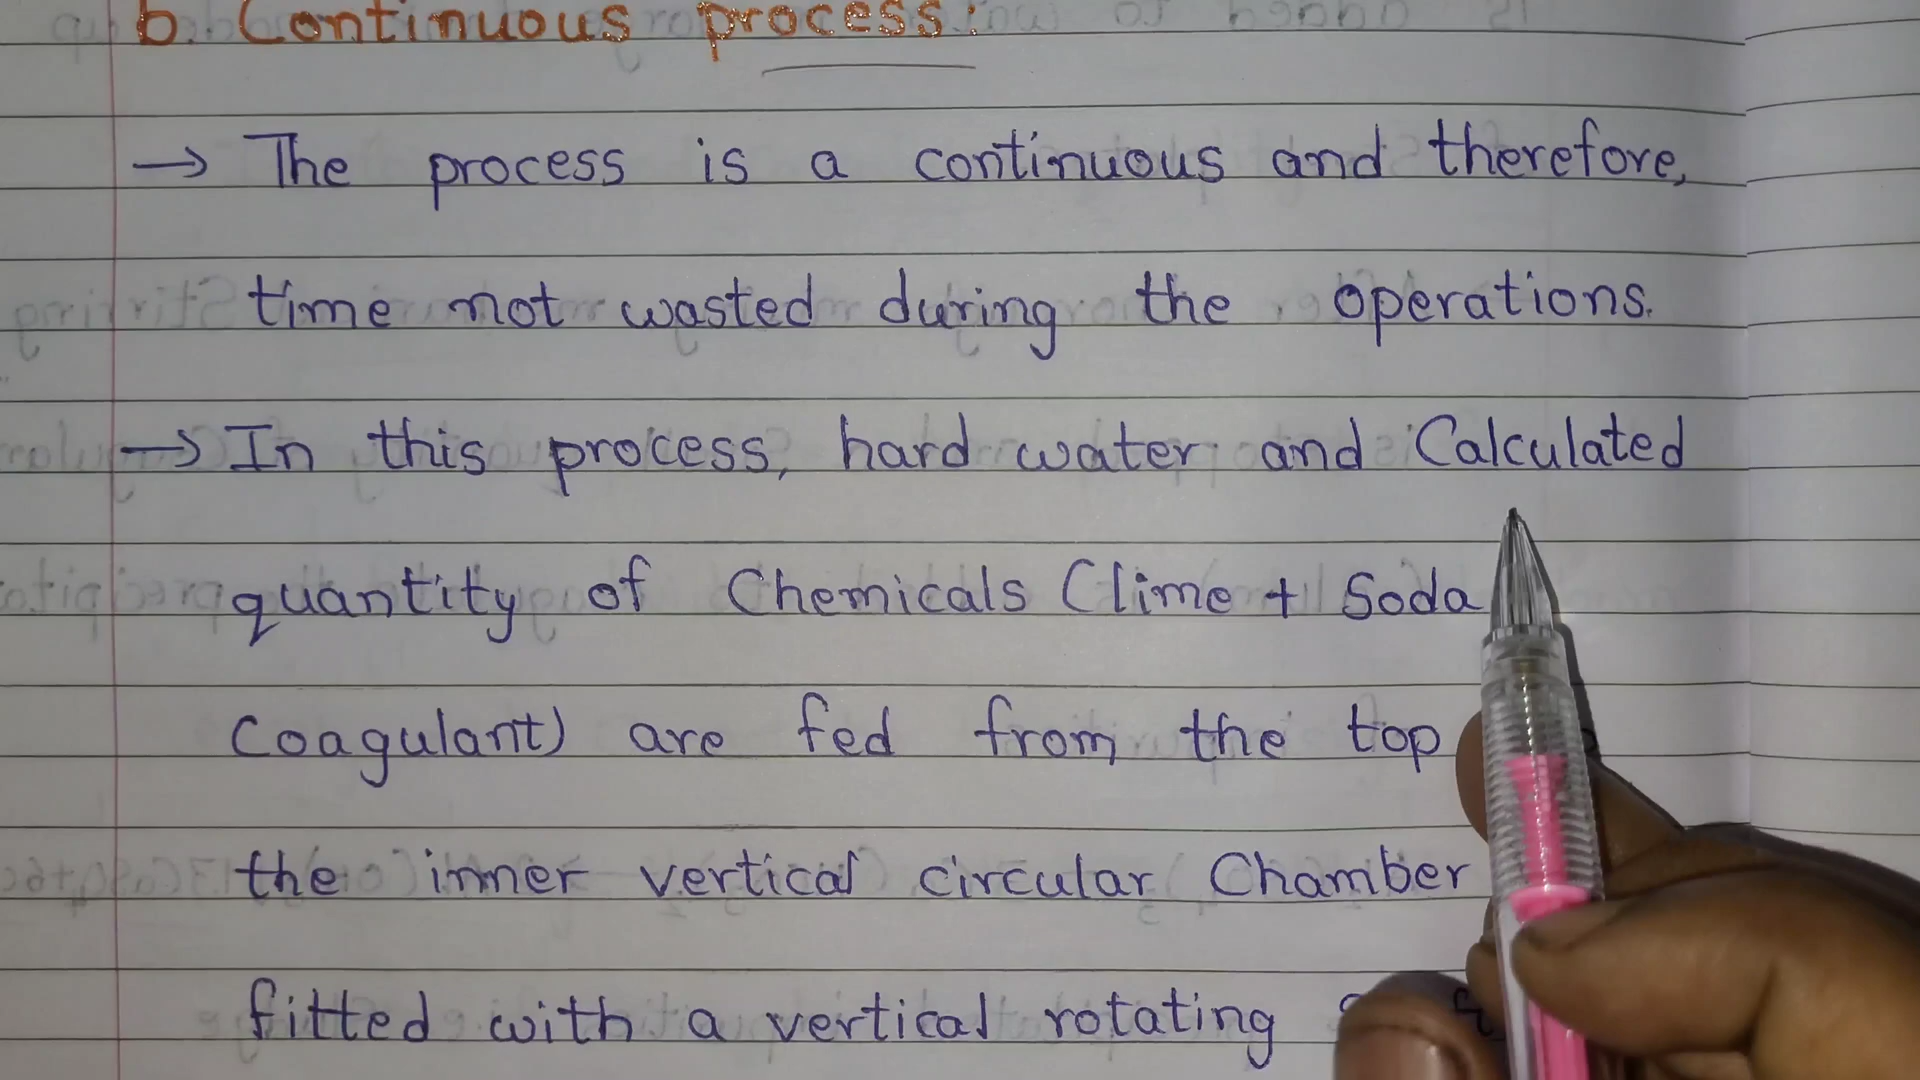 b. Continuous process:
→ The process is a continuous and therefore,
time not wasted during the operations.
→ In this process, hard water and Calculated
quantity of Chemicals (lime + Soda
Coagulant) are fed from the top
the inner vertical circular Chamber
fitted with a vertical rotating